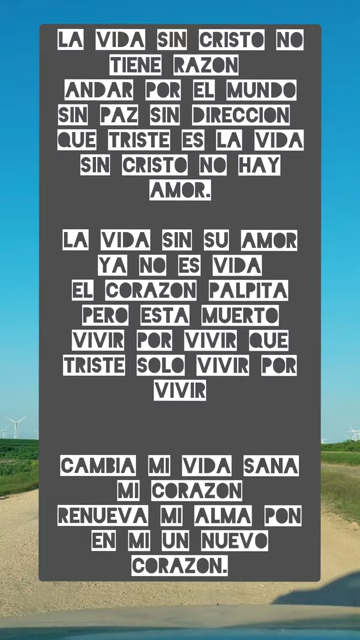 LA VIDA SIN CRISTO NO
TIENE RAZON
ANDAR POR EL MUNDO
SIN PAZ SIN DIRECCION
QUE TRISTE ES LA VIDA
SIN CRISTO NO HAY
AMOR.
LA VIDA SIN SU AMOR
YA NO ES VIDA
EL CORAZON PALPITA
PERO ESTA MUERTO
VIVIR POR VIVIR QUE
TRISTE SOLO VIVIR POR
VIVIR
CAMBIA MI VIDA SANA
MI CORAZON
RENUEVA MI ALMA PON
EN MI UN NUEVO
CORAZON.